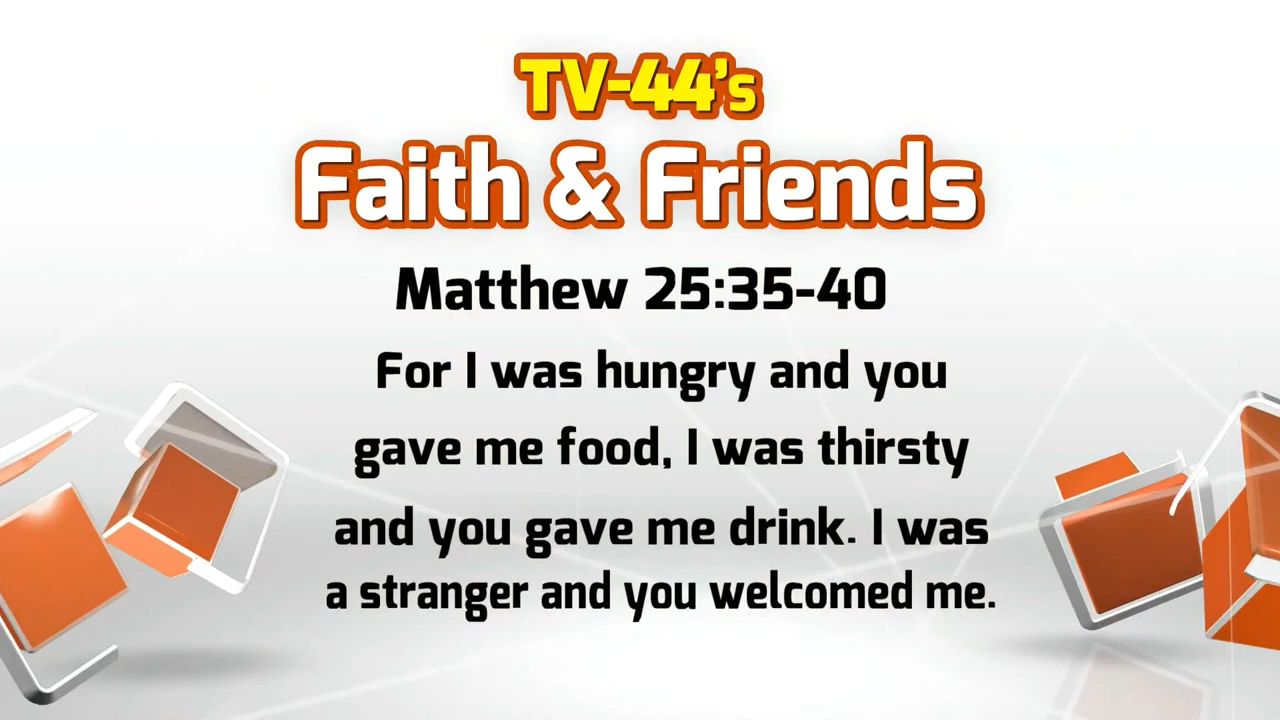 TV-44's
Faith & Friends
Matthew 25:35-40
For I was hungry and you
gave me food, I was thirsty
and you gave me drink. I was
a stranger and you welcomed me.